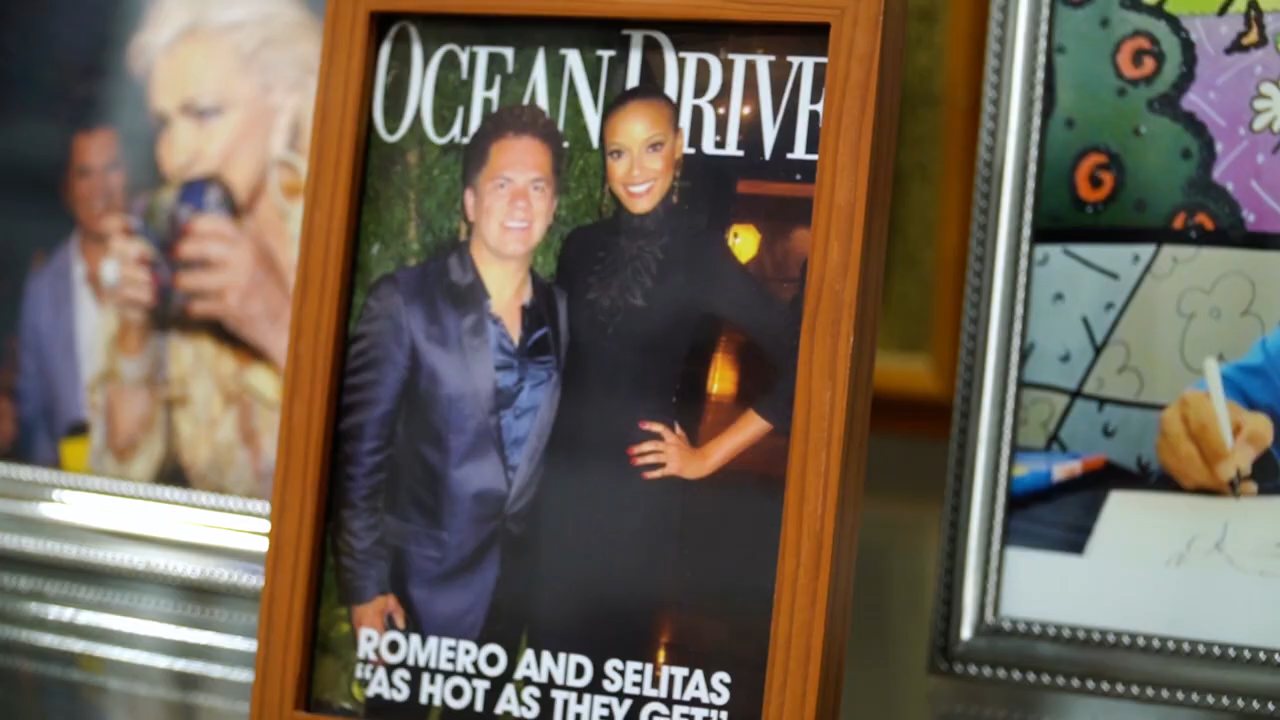 OCEAN DRIVE
ROMERO AND SELITAS
"AS HOT AS THEY GET"